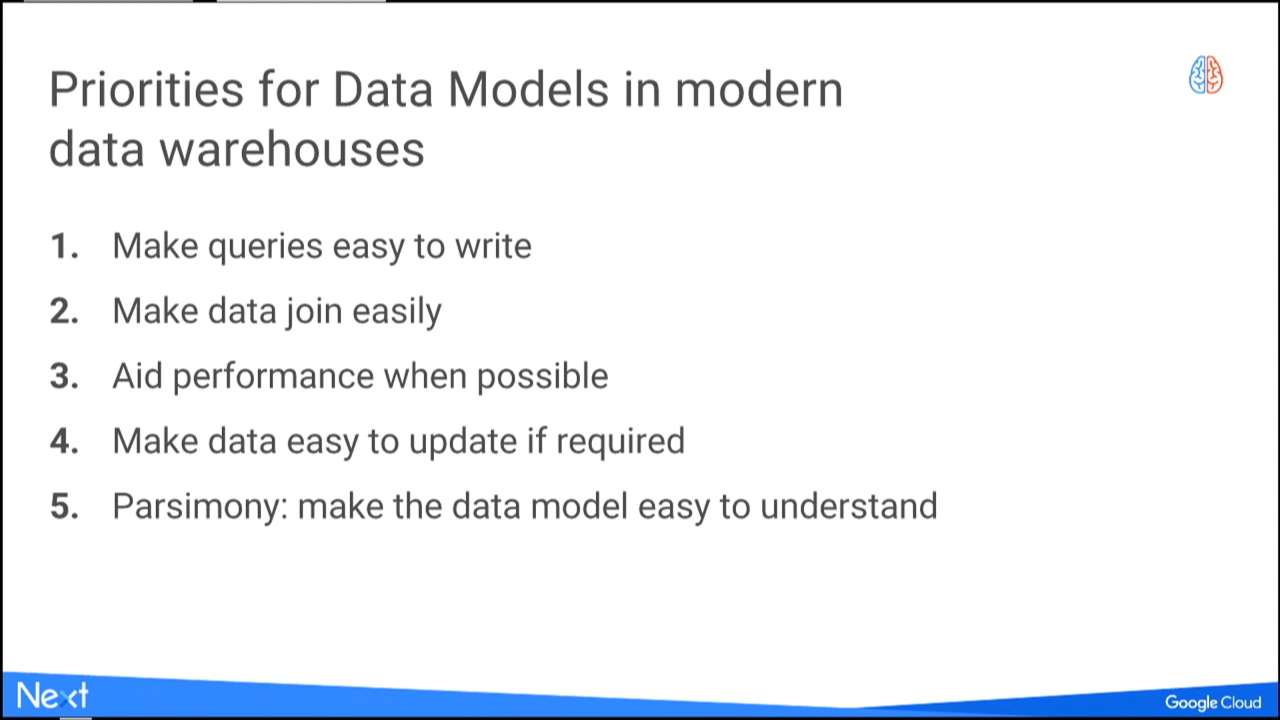 Priorities for Data Models in modern
data warehouses
1. Make queries easy to write
2. Make data join easily
3. Aid performance when possible
4. Make data easy to update if required
5. Parsimony: make the data model easy to understand
Next
Google Cloud